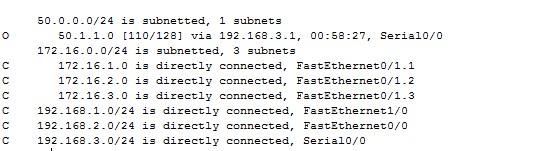 50.0.0.0/24 is subnetted, 1 subnets
O 50.1.1.0 [110/128] via 192.168.3.1, 00:58:27, Serial0/0
172.16.0.0/24 is subnetted, 3 subnets
C 172.16.1.0 is directly connected, FastEthernet0/1.1
C 172.16.2.0 is directly connected, FastEthernet0/1.2
C 172.16.3.0 is directly connected, FastEthernet0/1.3
C 192.168.1.0/24 is directly connected, FastEthernet1/0
C 192.168.2.0/24 is directly connected, FastEthernet0/0
C 192.168.3.0/24 is directly connected, Serial0/0